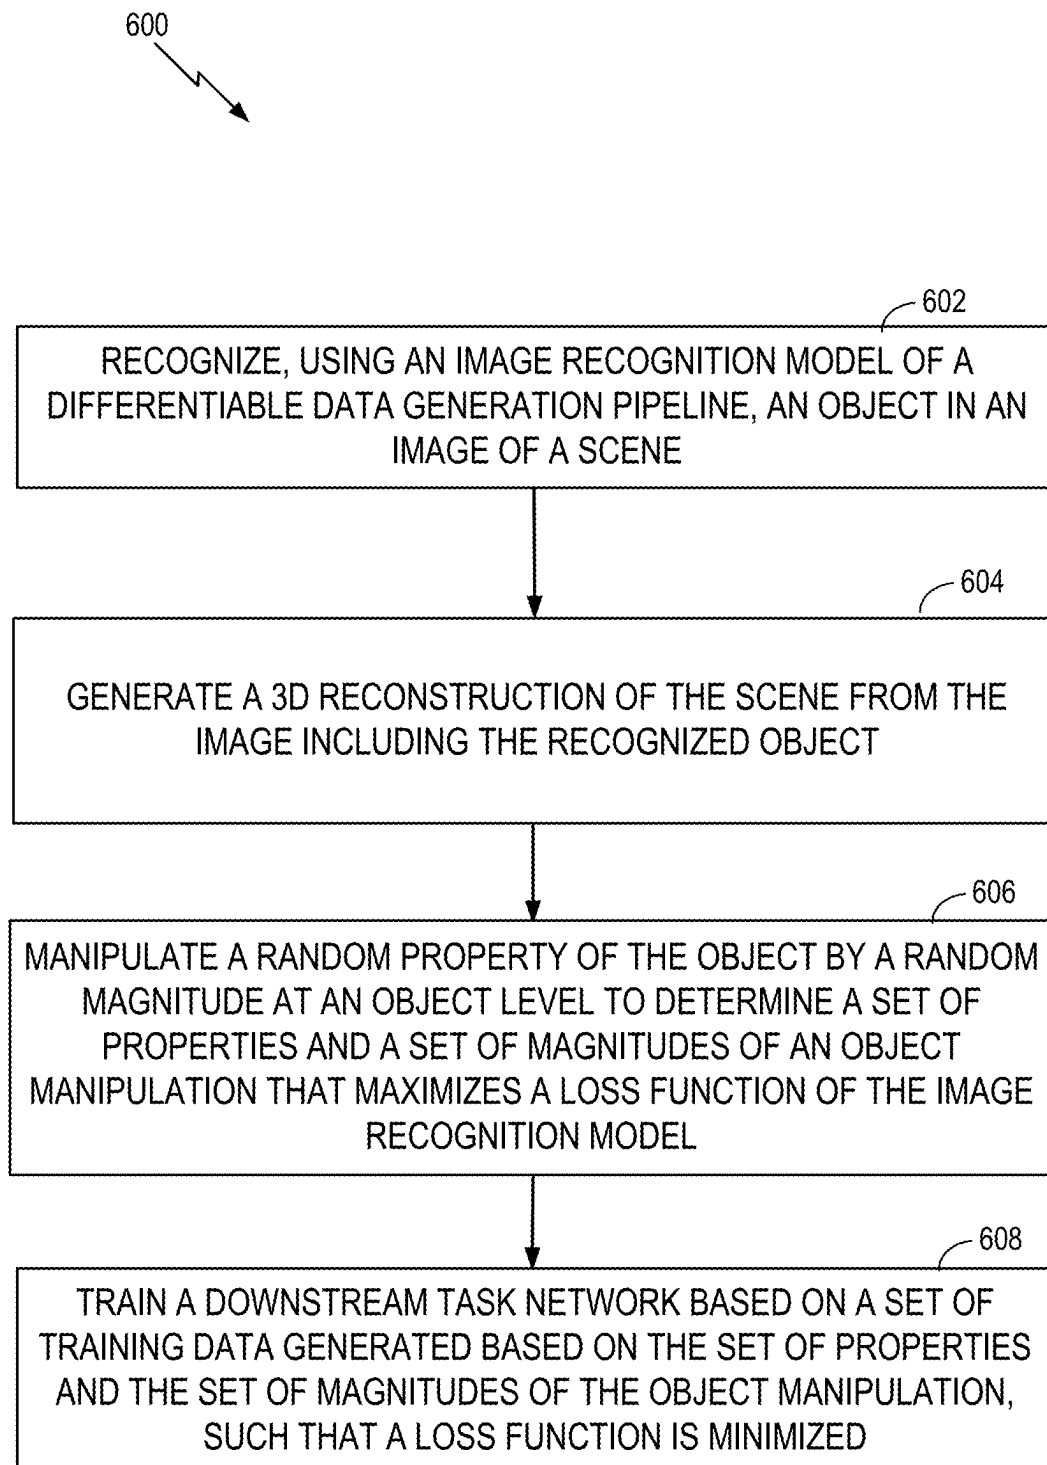 600
602
RECOGNIZE, USING AN IMAGE RECOGNITION MODEL OF A
DIFFERENTIABLE DATA GENERATION PIPELINE, AN OBJECT IN AN
IMAGE OF A SCENE
604
GENERATE A 3D RECONSTRUCTION OF THE SCENE FROM THE
IMAGE INCLUDING THE RECOGNIZED OBJECT
606
MANIPULATE A RANDOM PROPERTY OF THE OBJECT BY A RANDOM
MAGNITUDE AT AN OBJECT LEVEL TO DETERMINE A SET OF
PROPERTIES AND A SET OF MAGNITUDES OF AN OBJECT
MANIPULATION THAT MAXIMIZES A LOSS FUNCTION OF THE IMAGE
RECOGNITION MODEL
608
TRAIN A DOWNSTREAM TASK NETWORK BASED ON A SET OF
TRAINING DATA GENERATED BASED ON THE SET OF PROPERTIES
AND THE SET OF MAGNITUDES OF THE OBJECT MANIPULATION,
SUCH THAT A LOSS FUNCTION IS MINIMIZED